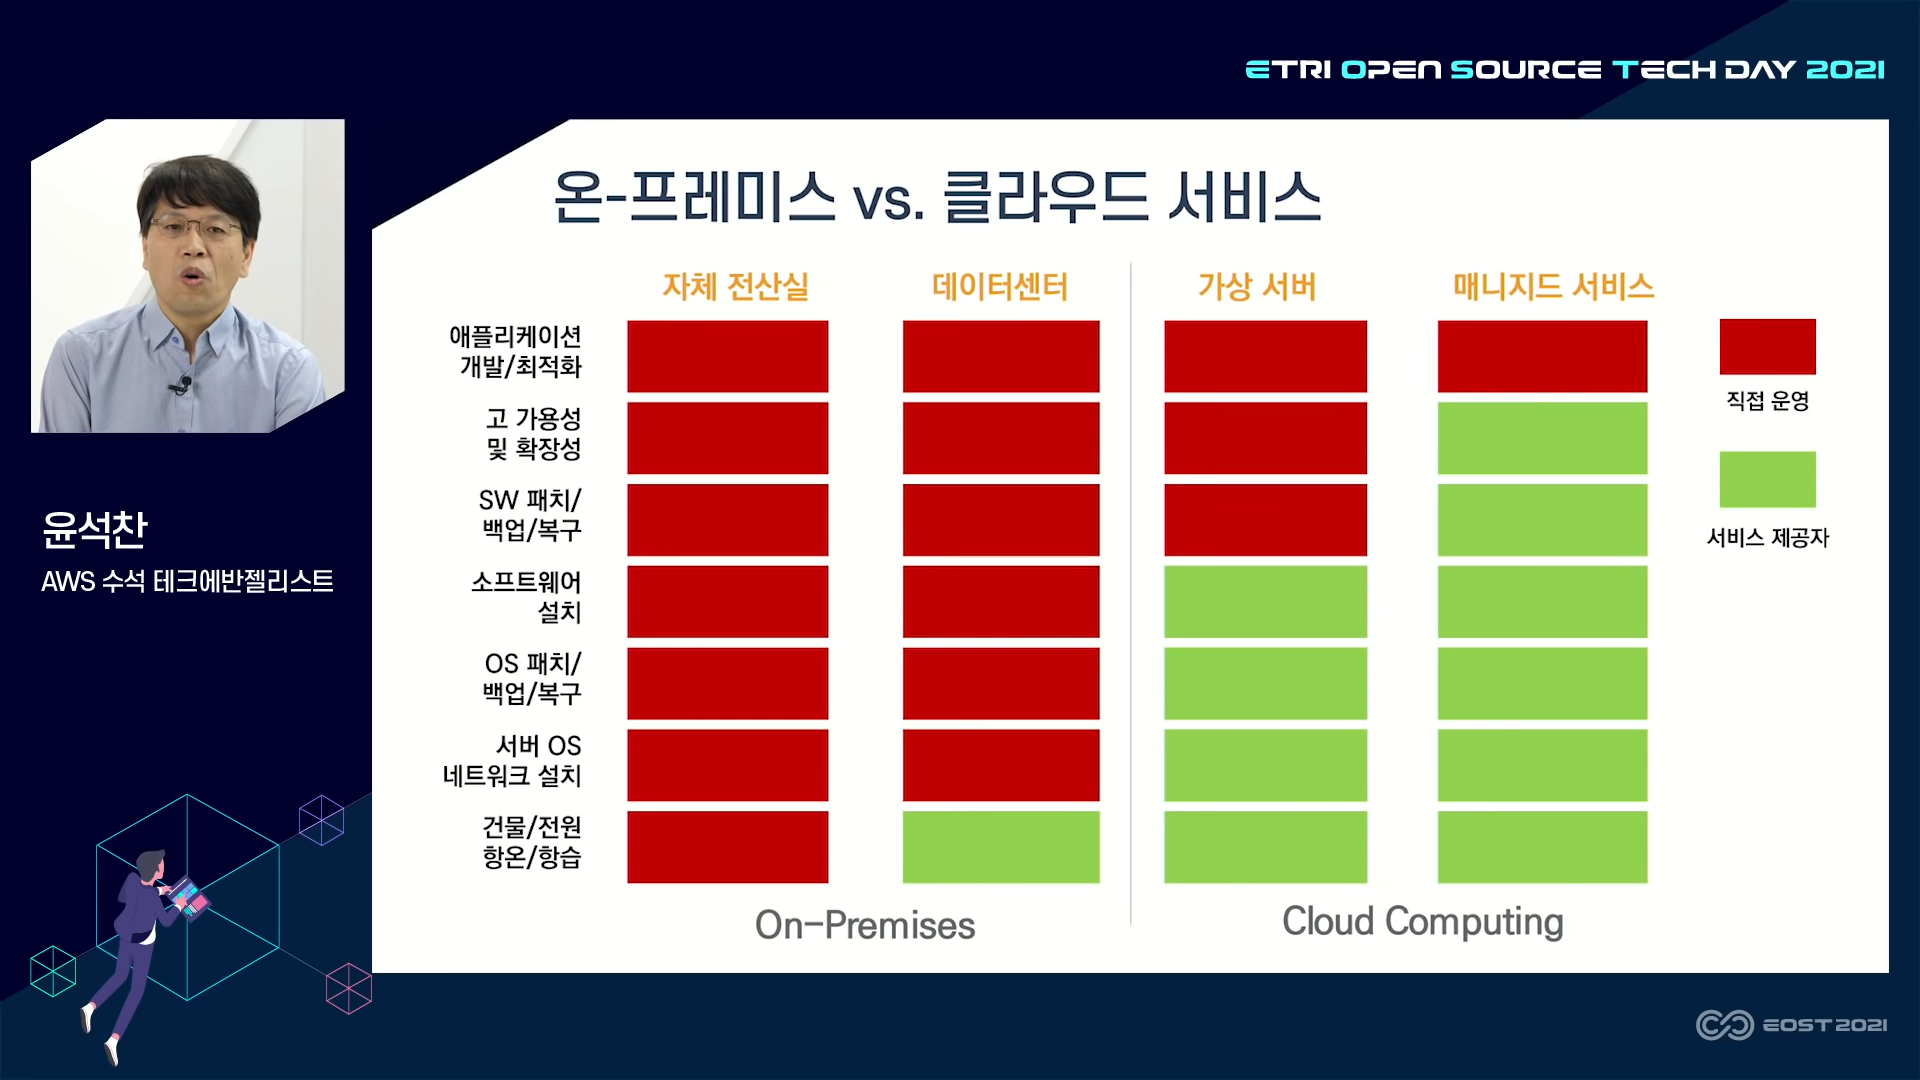 ETRI OPEN SOURCE TECH DAY 2021
온-프레미스 vs. 클라우드 서비스
자체 전산실
데이터센터
가상 서버
매니지드 서비스
애플리케이션
개발/최적화
고 가용성
및 확장성
SW 패치/
백업/복구
소프트웨어
설치
OS 패치/
백업/복구
서버 OS
네트워크 설치
건물/전원
항온/항습
직접 운영
서비스 제공자
On-Premises
Cloud Computing
윤석찬
AWS 수석 테크에반젤리스트
EOST 2021